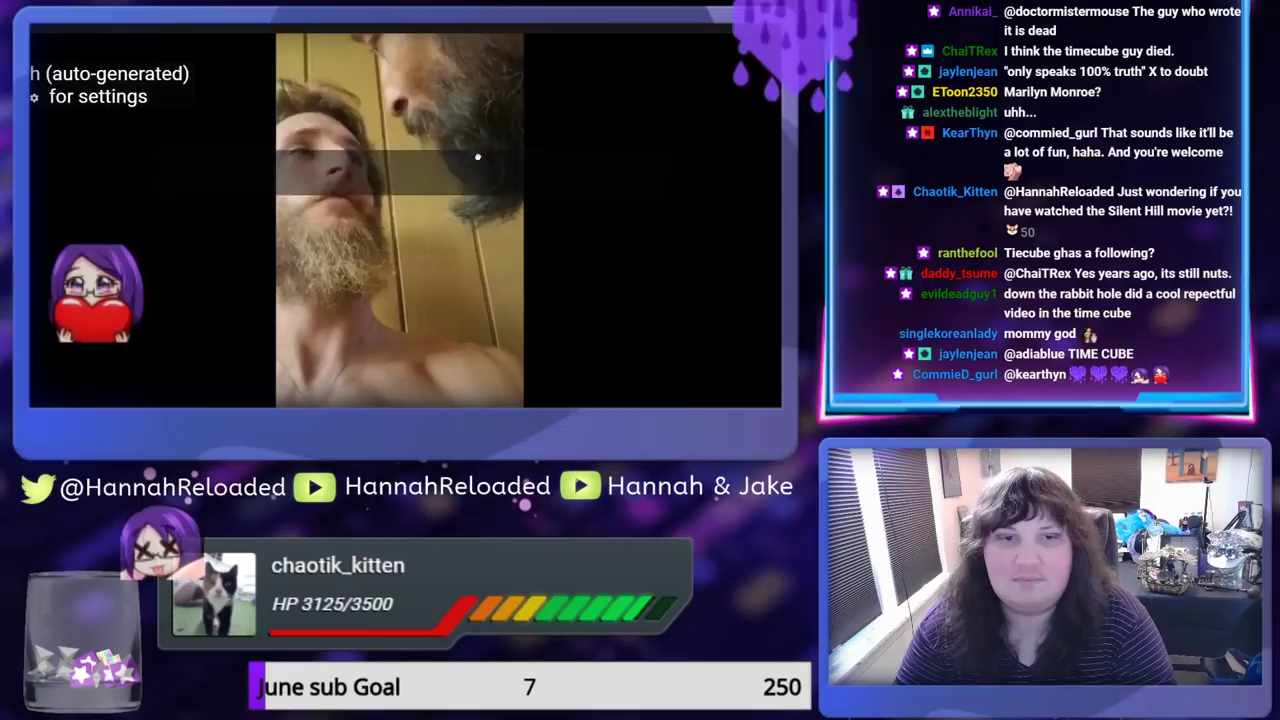 h (auto-generated)
for settings
Annikai_ @doctormistermouse The guy who wrote
it is dead
ChaiTRex I think the timecube guy died.
jaylenjean "only speaks 100% truth" X to doubt
EToon2350 Marilyn Monroe?
alextheblight uhh...
KearThyn @commied_gurl That sounds like it'll be
a lot of fun, haha. And you're welcome
Chaotik_Kitten @HannahReloaded Just wondering if you
have watched the Silent Hill movie yet?!
50
ranthefool Tiecube ghas a following?
daddy_tsume @ChaiTRex Yes years ago, its still nuts.
evildeadguy1 down the rabbit hole did a cool repectful
video in the time cube
singlekoreanlady mommy god
jaylenjean @adiablue TIME CUBE
CommieD_gurl @kearthyn
@HannahReloaded HannahReloaded Hannah & Jake
chaotik_kitten
HP 3125/3500
June sub Goal 7 250